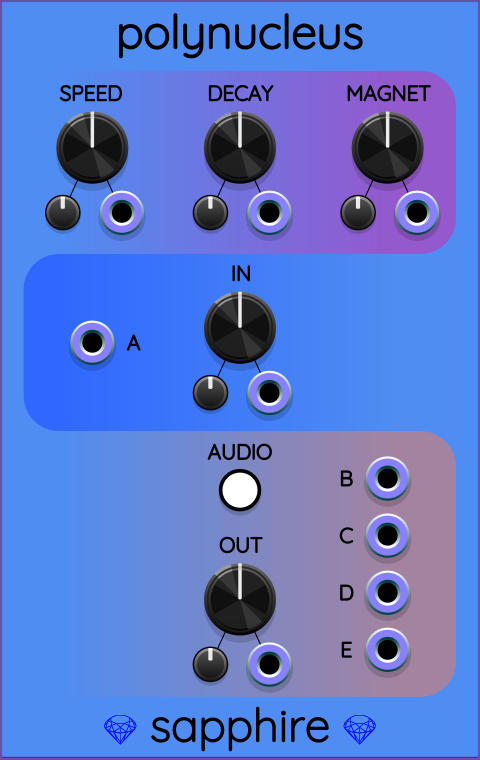 polynucleus
SPEED DECAY MAGNET
IN
A
AUDIO
B
C
OUT
D
E
sapphire